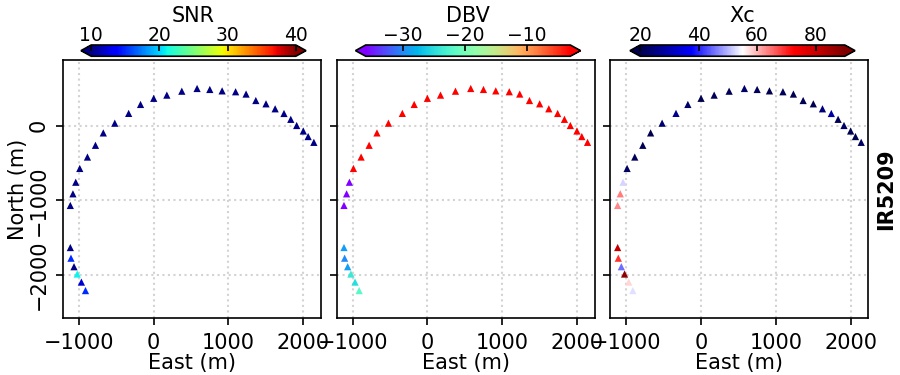 SNR DBV Xc
10 20 30 40 −30 −20 −10 20 40 60 80
North (m)
0
−1000
−2000
IR5209
−1000 0 1000 2000 −1000 0 1000 2000 −1000 0 1000 2000
East (m) East (m) East (m)